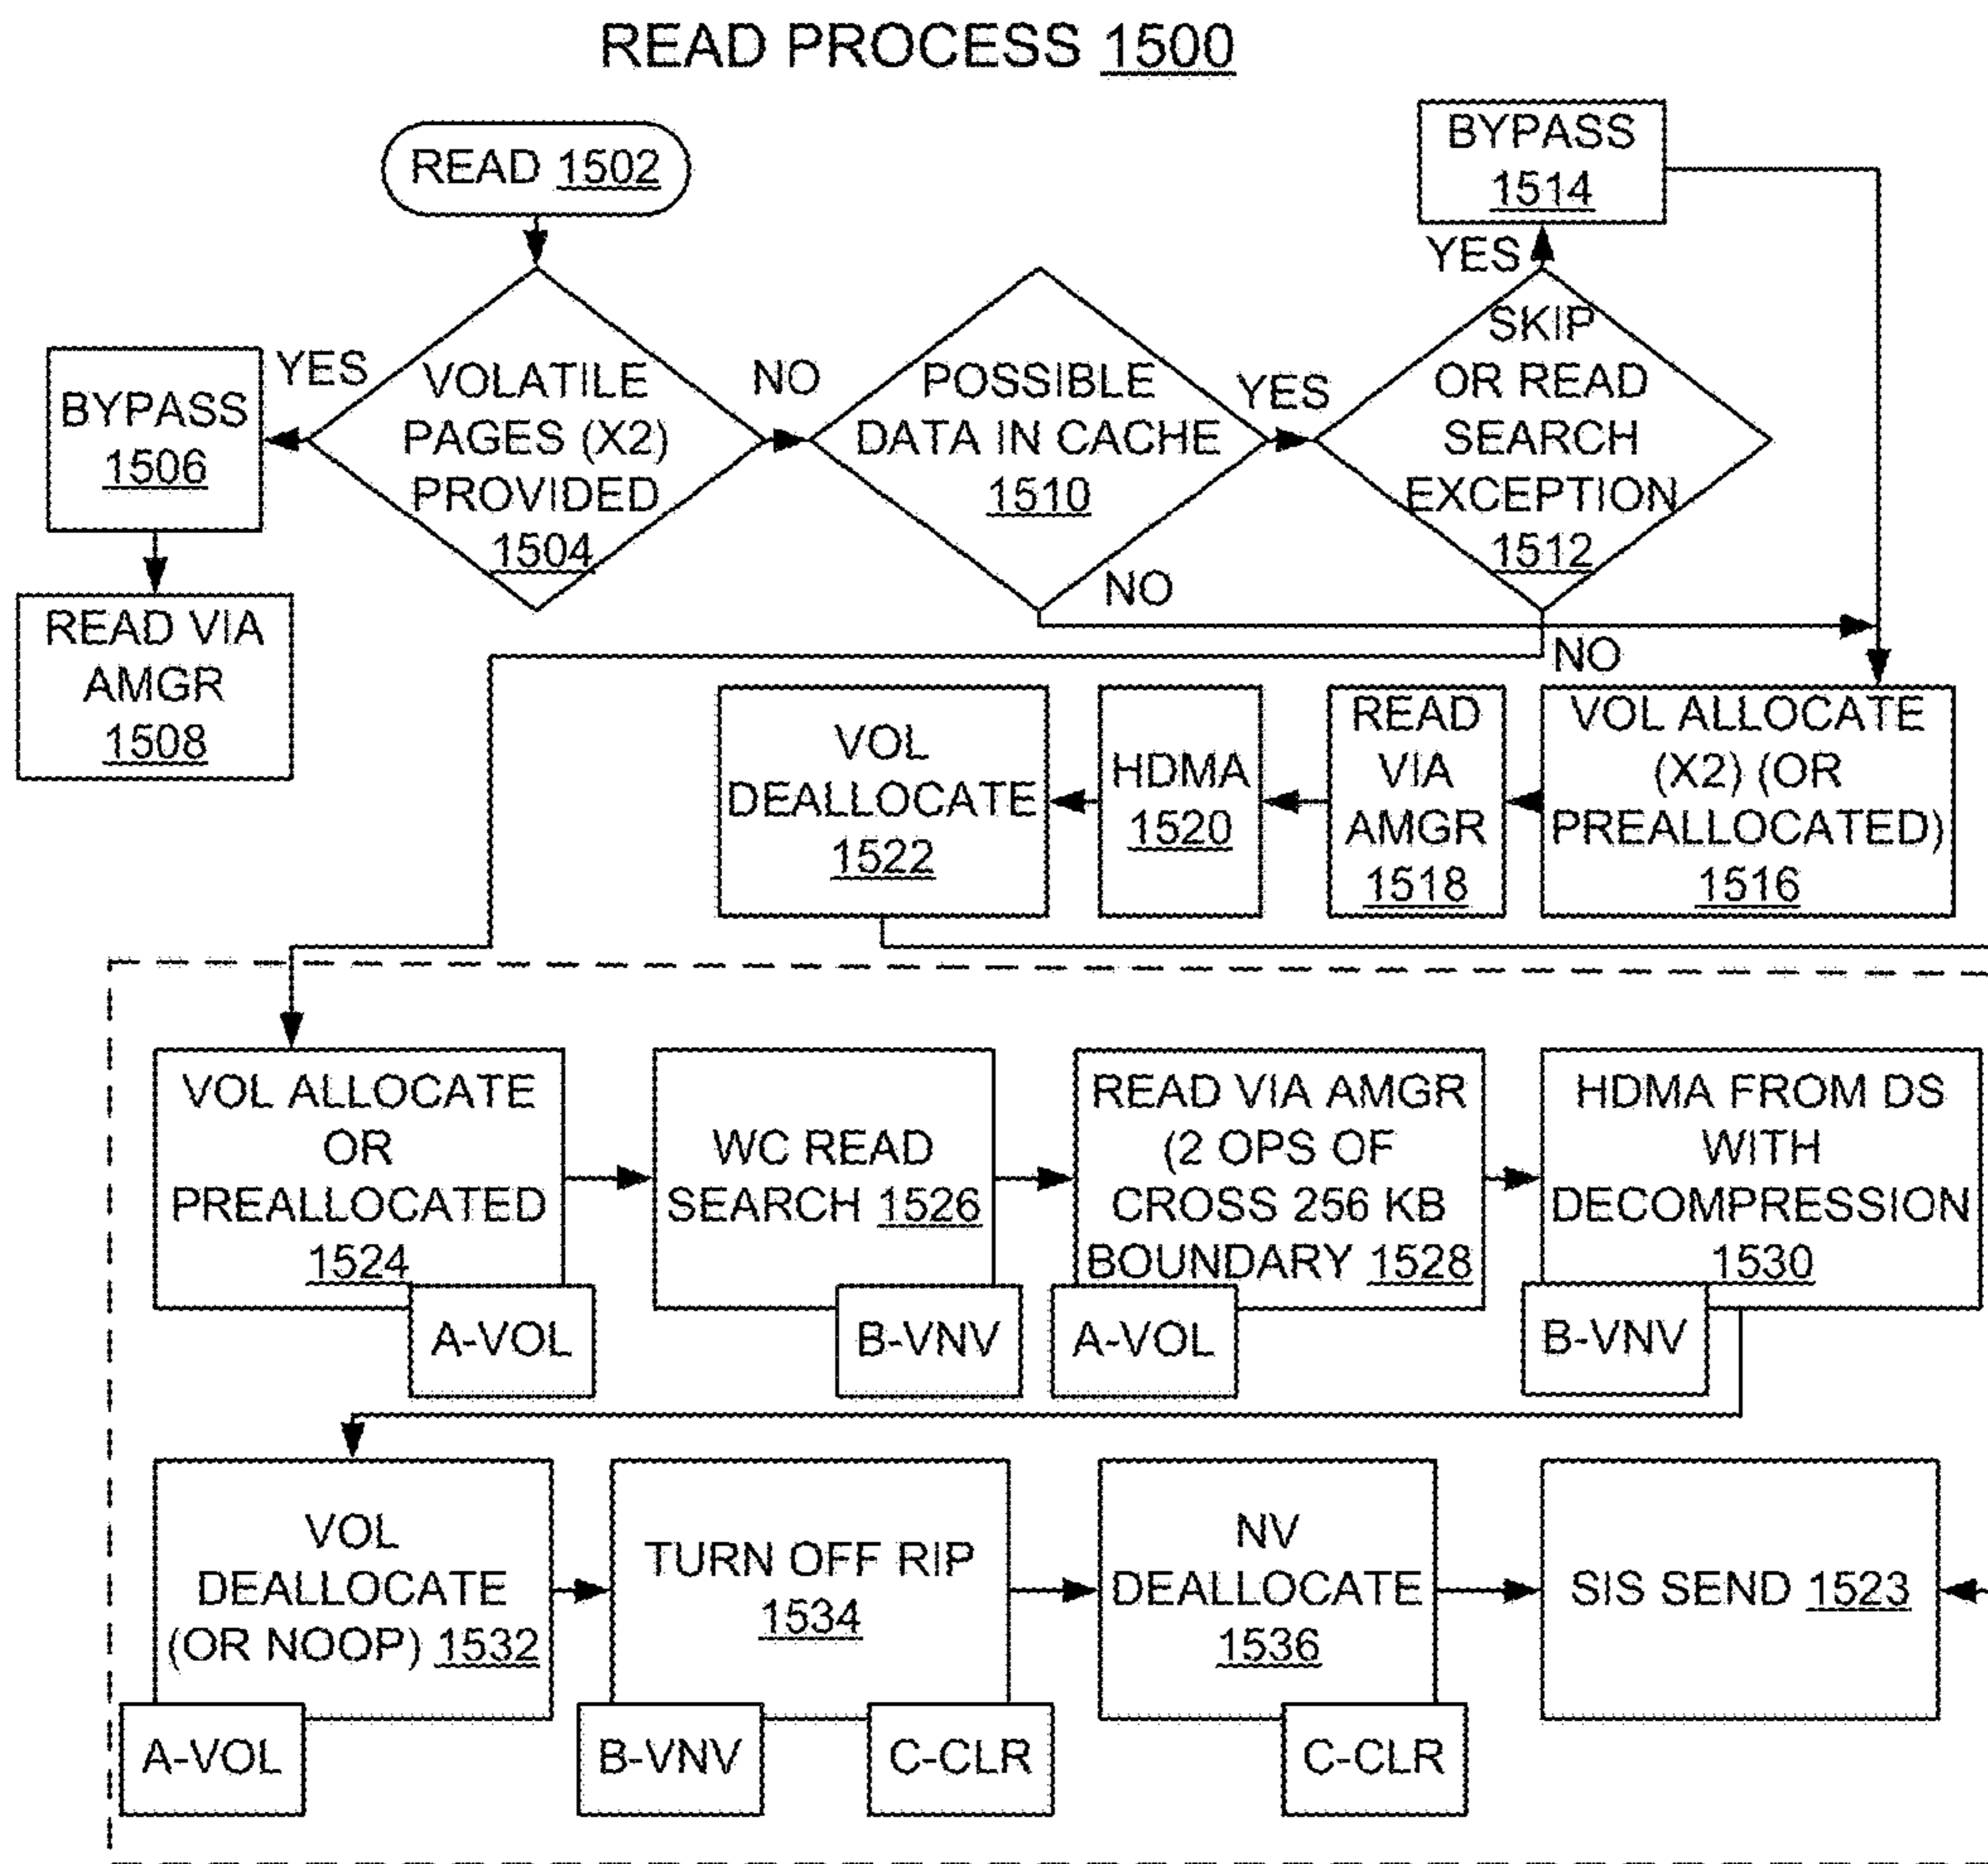 READ PROCESS 1500
READ 1502
BYPASS
1514
YES
YES
BYPASS
1506
VOLATILE
PAGES (X2)
PROVIDED
1504
NO
POSSIBLE
DATA IN CACHE
1510
YES
SKIP
OR READ
SEARCH
EXCEPTION
1512
NO
NO
READ VIA
AMGR
1508
VOL
DEALLOCATE
1522
HDMA
1520
READ
VIA
AMGR
1518
VOL ALLOCATE
(X2) (OR
PREALLOCATED)
1516
VOL ALLOCATE
OR
PREALLOCATED
1524
A-VOL
WC READ
SEARCH 1526
B-VNV
READ VIA AMGR
(2 OPS OF
CROSS 256 KB
BOUNDARY 1528
A-VOL
HDMA FROM DS
WITH
DECOMPRESSION
1530
B-VNV
VOL
DEALLOCATE
(OR NOOP) 1532
A-VOL
TURN OFF RIP
1534
B-VNV
C-CLR
NV
DEALLOCATE
1536
C-CLR
SIS SEND 1523